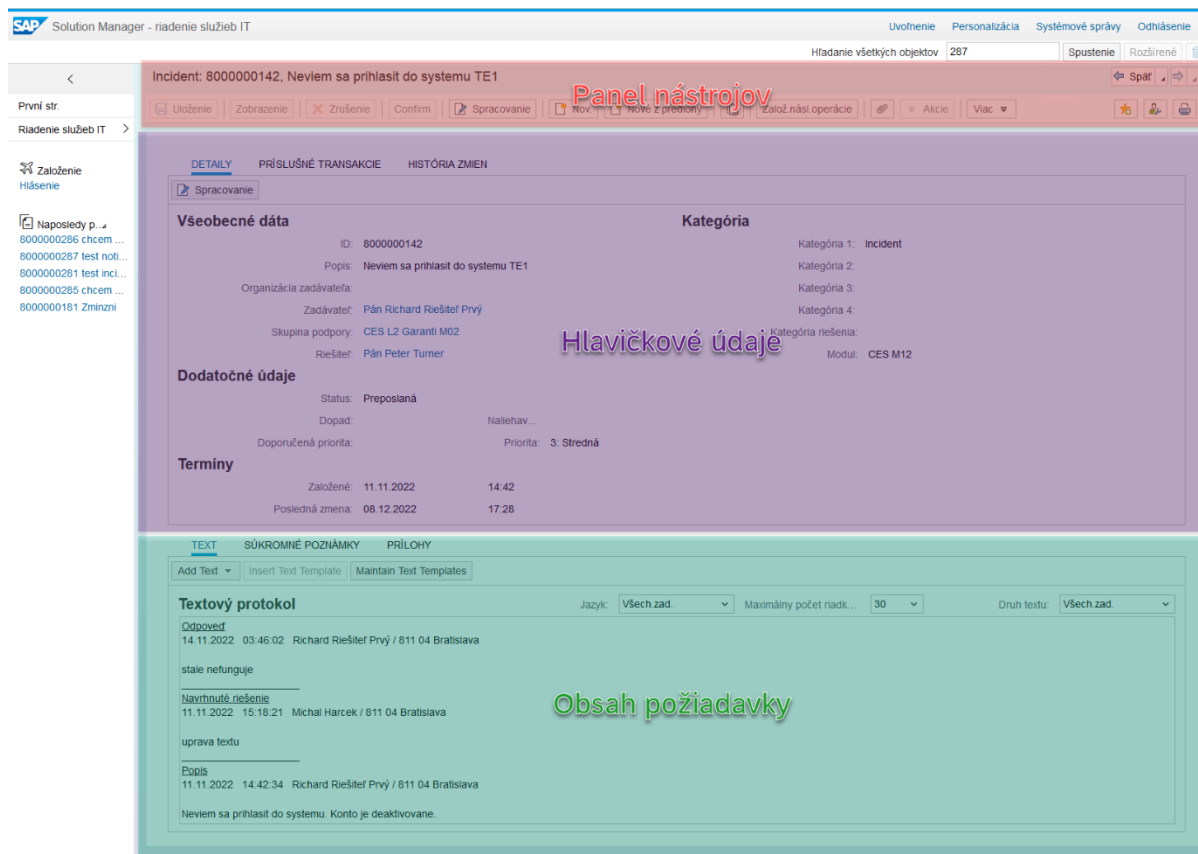 SAP Solution Manager - riadenie služieb IT Uvoľnenie Personalizácia Systémové správy Odhlásenie
Hľadanie všetkých objektov 287 Spustenie Rozšírené
Incident: 8000000142, Neviem sa prihlasit do systemu TE1 Späť
Panel nástrojov
Uloženie Zobrazenie Zrušenie Confirm Spracovanie Nov. Nové z predlohy Založ.násl.operácie Akcie Viac
První str.
Riadenie služieb IT
Založenie
Hlásenie
Naposledy p...
8000000286 chcem ...
8000000287 test noti...
8000000281 test inci...
8000000285 chcem ...
8000000181 Zminzni
DETAILY PRÍSLUŠNÉ TRANSAKCIE HISTÓRIA ZMIEN
Spracovanie
Všeobecné dáta Kategória
ID: 8000000142 Kategória 1: Incident
Popis: Neviem sa prihlasit do systemu TE1 Kategória 2:
Organizácia zadávateľa: Kategória 3:
Zadávateľ: Pán Richard Riešiteľ Prvý Kategória 4:
Skupina podpory: CES L2 Garanti M02 Kategória riešenia:
Hlavičkové údaje
Riešiteľ: Pán Peter Turner Modul: CES M12
Dodatočné údaje
Status: Preposlaná
Dopad: Naliehav...
Doporučená priorita: Priorita: 3: Stredná
Termíny
Založené: 11.11.2022 14:42
Posledná zmena: 08.12.2022 17:28
TEXT SÚKROMNÉ POZNÁMKY PRÍLOHY
Add Text Insert Text Template Maintain Text Templates
Textový protokol Jazyk: Všech.zad. Maximálny počet riadk... 30 Druh textu: Všech.zad.
Odpoveď
14.11.2022 03:46:02 Richard Riešiteľ Prvý / 811 04 Bratislava
stale nefunguje
Navrhnuté riešenie
Obsah požiadavky
11.11.2022 15:18:21 Michal Harcek / 811 04 Bratislava
uprava textu
Popis
11.11.2022 14:42:34 Richard Riešiteľ Prvý / 811 04 Bratislava
Neviem sa prihlasit do systemu. Konto je deaktivovane.